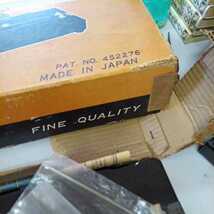 PAT. NO. 452276
MADE IN JAPAN
FINE QUALITY